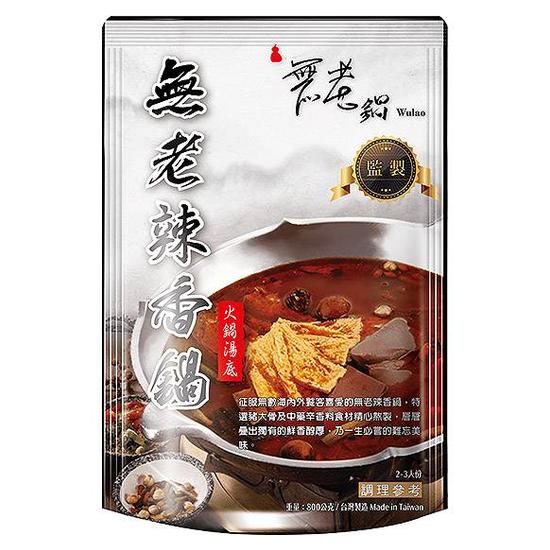 無老鍋
Wulao
監製
無老辣香鍋
火鍋湯底
征服無數海內外饕客喜愛的無老辣香鍋，特
選豬大骨及中藥辛香料食材精心熬製，層層
疊出獨有的鮮香醇厚，乃一生必嘗的難忘美
味。
2-3人份
調理參考
重量：800公克/台灣製造 Made in Taiwan